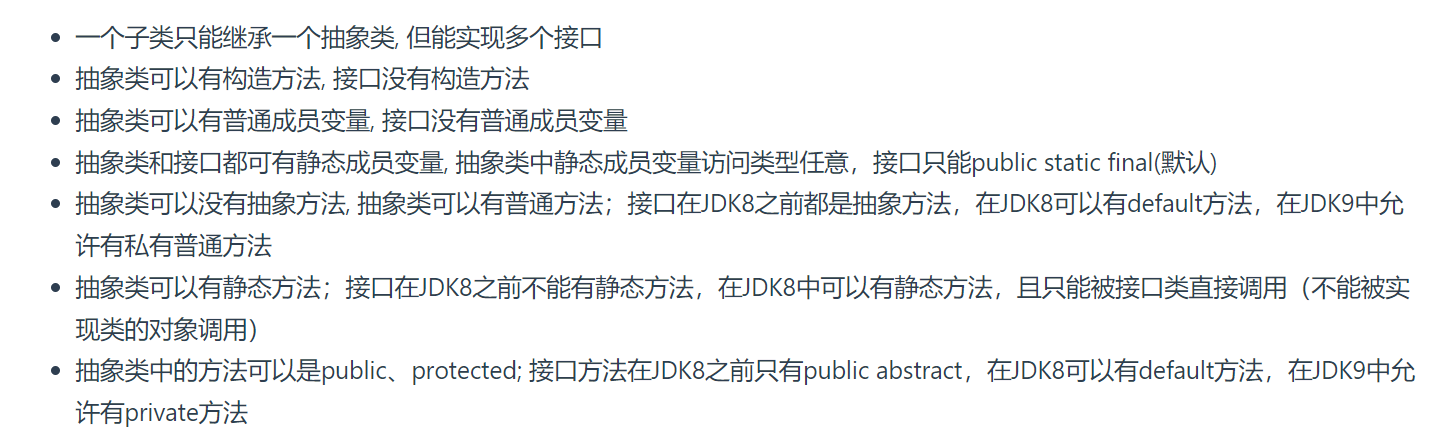 • 一个子类只能继承一个抽象类, 但能实现多个接口
• 抽象类可以有构造方法, 接口没有构造方法
• 抽象类可以有普通成员变量, 接口没有普通成员变量
• 抽象类和接口都可有静态成员变量, 抽象类中静态成员变量访问类型任意，接口只能public static final(默认)
• 抽象类可以没有抽象方法, 抽象类可以有普通方法；接口在JDK8之前都是抽象方法，在JDK8可以有default方法，在JDK9中允
许有私有普通方法
• 抽象类可以有静态方法；接口在JDK8之前不能有静态方法，在JDK8中可以有静态方法，且只能被接口类直接调用（不能被实
现类的对象调用）
• 抽象类中的方法可以是public、protected; 接口方法在JDK8之前只有public abstract，在JDK8可以有default方法，在JDK9中允
许有private方法